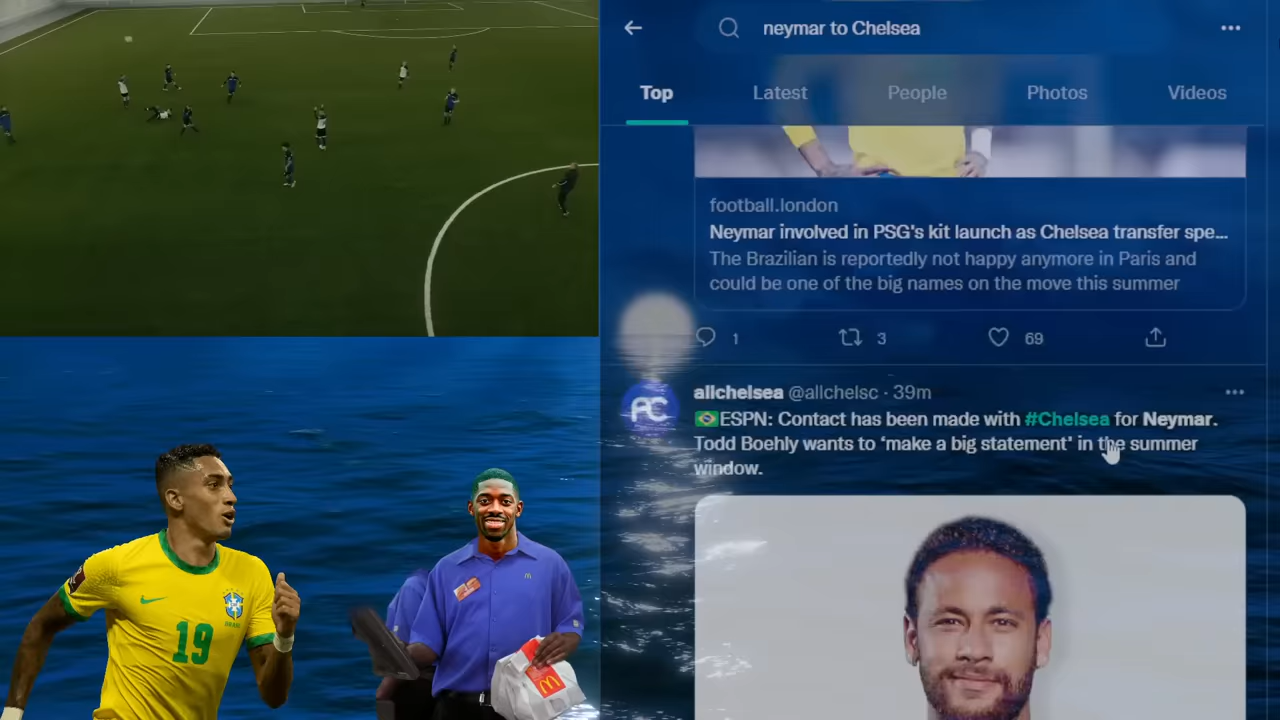 neymar to Chelsea
Top
Latest
People
Photos
Videos
football.london
Neymar involved in PSG's kit launch as Chelsea transfer spe...
The Brazilian is reportedly not happy anymore in Paris and
could be one of the big names on the move this summer
1
3
69
AC
allchelsea @allchelsc · 39m
🇧🇷ESPN: Contact has been made with #Chelsea for Neymar.
Todd Boehly wants to ‘make a big statement’ in the summer
window.
19